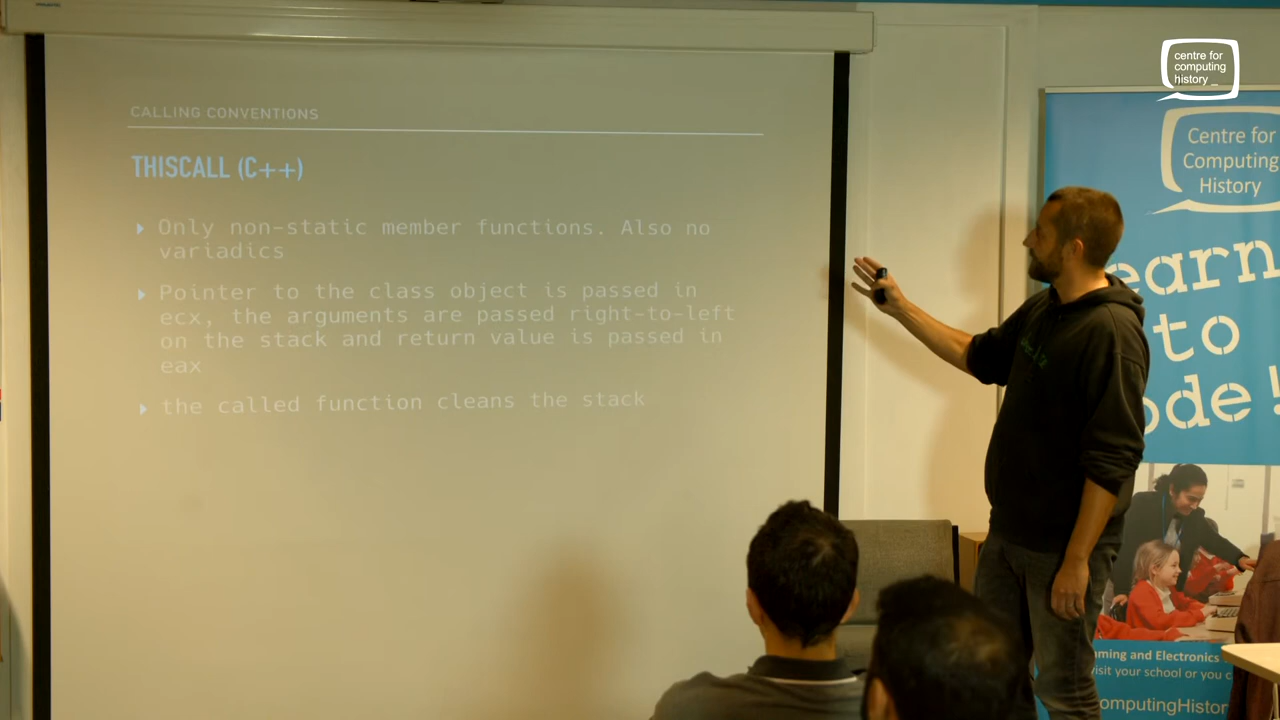 CALLING CONVENTIONS
THISCALL (C++)
Only non-static member functions. Also no
variadics
Pointer to the class object is passed in
ecx, the arguments are passed right-to-left
on the stack and return value is passed in
eax
the called function cleans the stack
centre for
computing
history _
Centre for
Computing
History
earn
to
ode!
ming and Electronics
visit your school or you c
omputingHistor